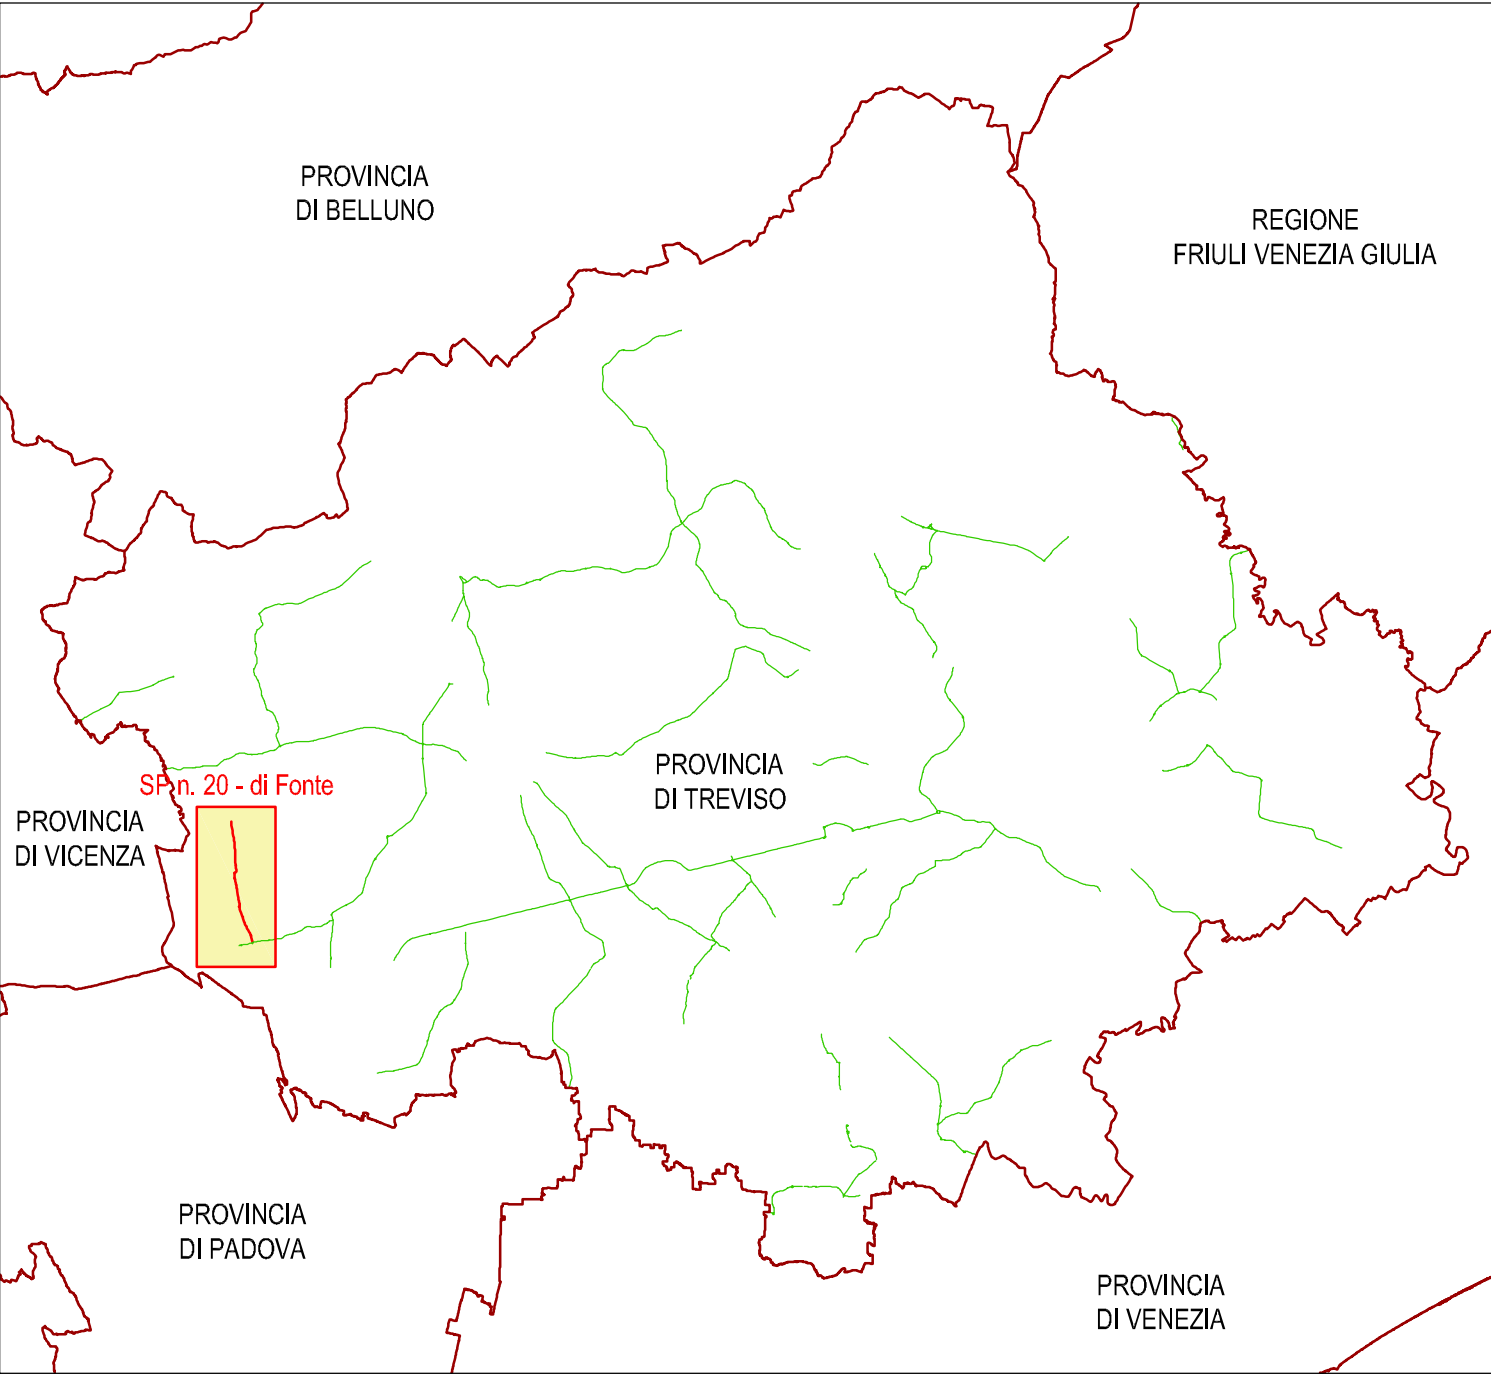 PROVINCIA
DI BELLUNO
REGIONE
FRIULI VENEZIA GIULIA
PROVINCIA
DI TREVISO
SP n. 20 - di Fonte
PROVINCIA
DI VICENZA
PROVINCIA
DI PADOVA
PROVINCIA
DI VENEZIA